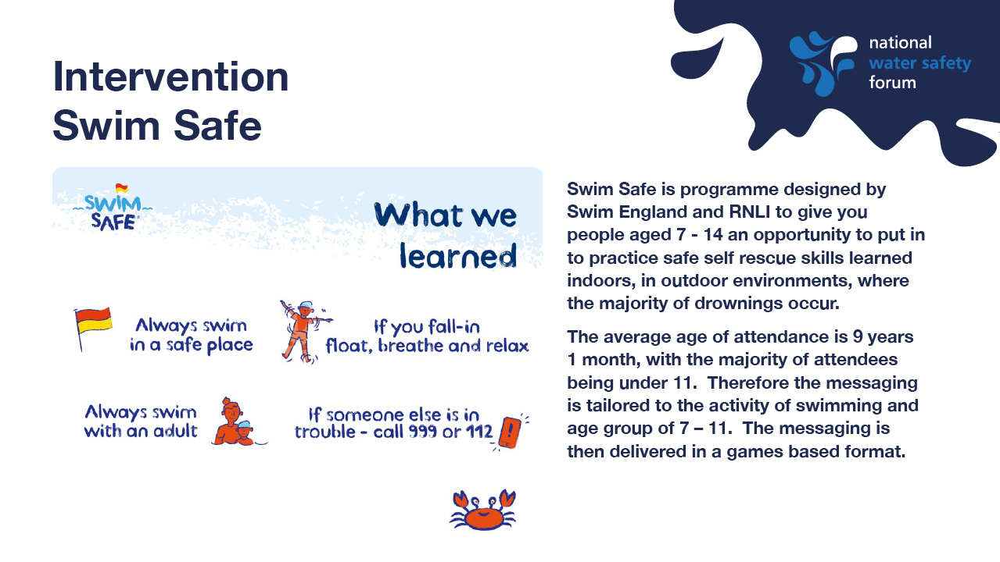 Intervention
Swim Safe
national
water safety
forum
SWIM
SAFE
What we
learned
Always swim
in a safe place
If you fall-in
float, breathe and relax
Always swim
with an adult
If someone else is in
trouble - call 999 or 112
!
Swim Safe is programme designed by
Swim England and RNLI to give you
people aged 7 - 14 an opportunity to put in
to practice safe self rescue skills learned
indoors, in outdoor environments, where
the majority of drownings occur.
The average age of attendance is 9 years
1 month, with the majority of attendees
being under 11.  Therefore the messaging
is tailored to the activity of swimming and
age group of 7 – 11.  The messaging is
then delivered in a games based format.